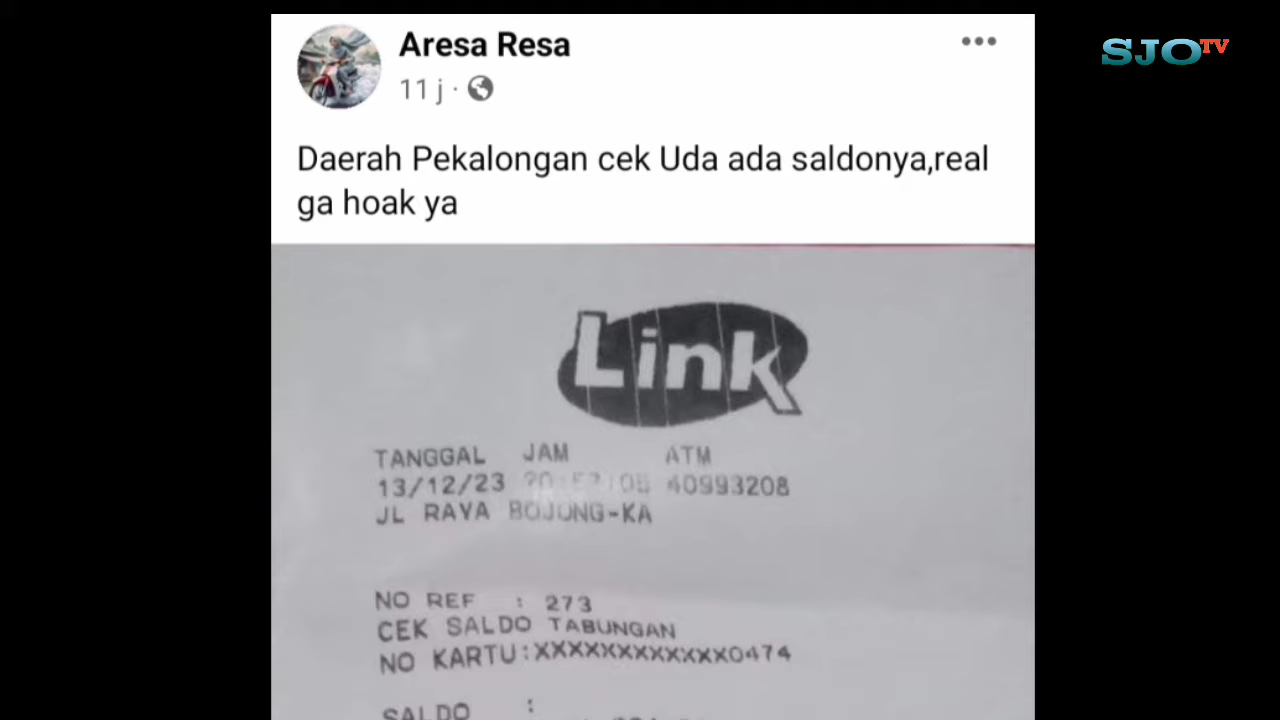 SJOTV
Aresa Resa
11 j ·
Daerah Pekalongan cek Uda ada saldonya,real
ga hoak ya
Link
TANGGAL JAM ATM
13/12/23 40993208
JL RAYA BOJONG-KA
NO REF : 273
CEK SALDO TABUNGAN
NO KARTU:XXXXXXXXXXXX0474
SALDO :